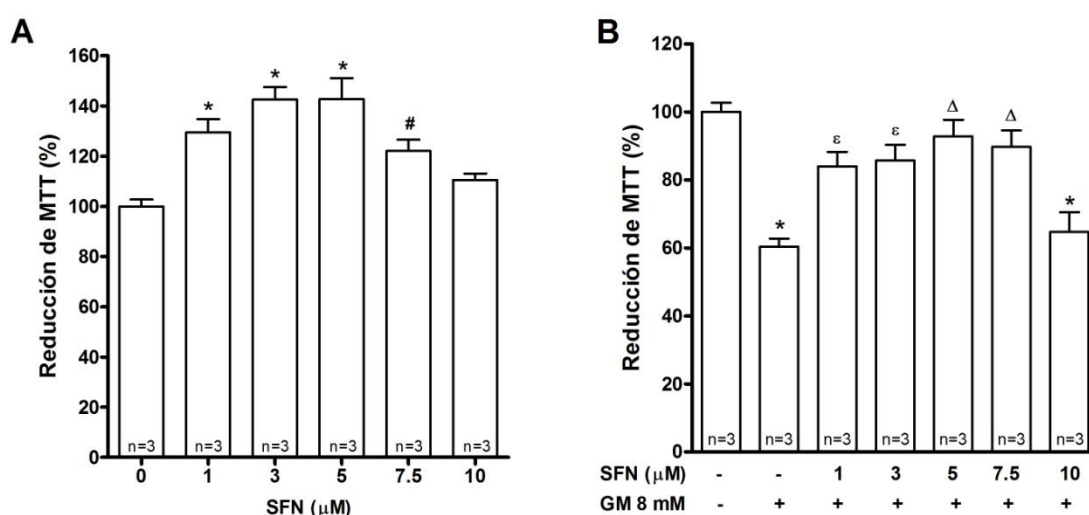 A
Reducción de MTT (%)
160
140
120
100
80
60
40
20
0
*
*
*
#
n=3
n=3
n=3
n=3
n=3
n=3
0 1 3 5 7.5 10
SFN (μM)
B
Reducción de MTT (%)
120
100
80
60
40
20
0
*
ε
ε
Δ
Δ
*
n=3
n=3
n=3
n=3
n=3
n=3
n=3
SFN (μM) - - 1 3 5 7.5 10
GM 8 mM - + + + + + +